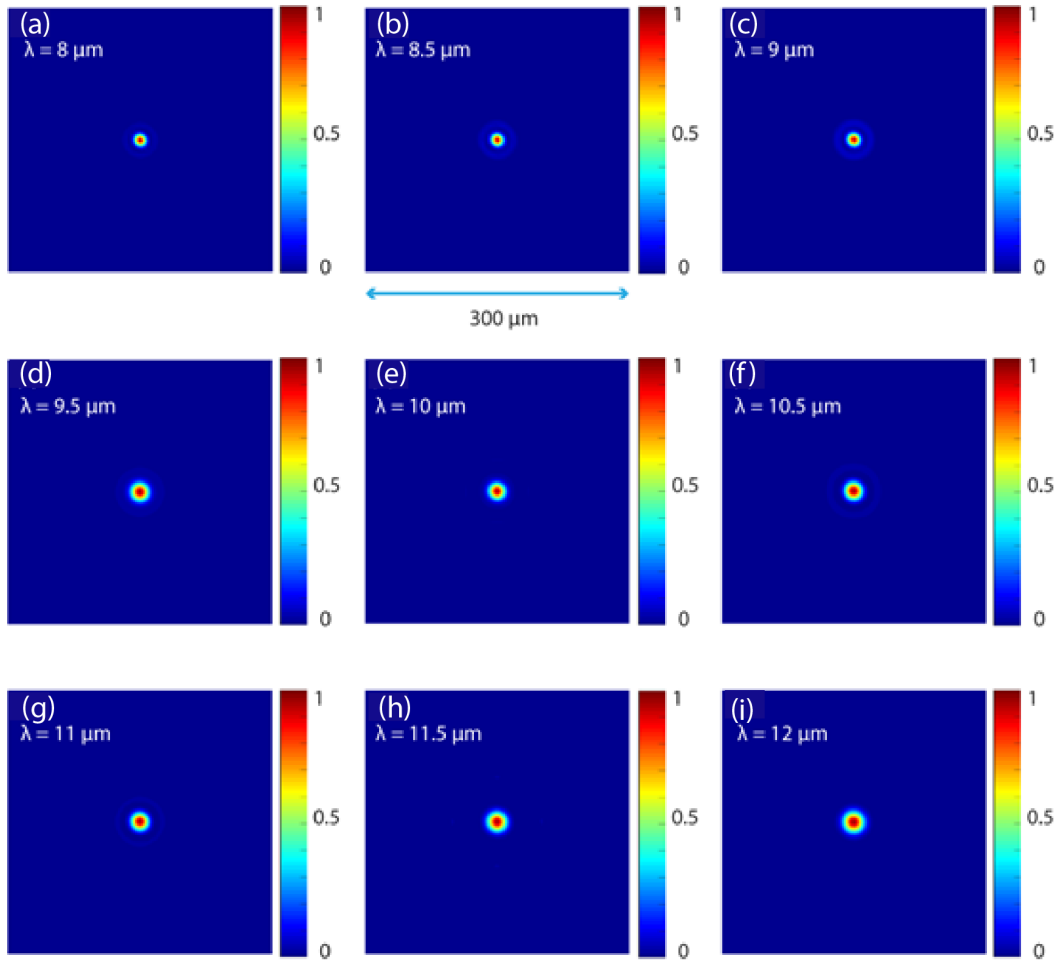 (a)
λ = 8 μm
1
0.5
0
(b)
λ = 8.5 μm
1
0.5
0
(c)
λ = 9 μm
1
0.5
0
300 μm
(d)
λ = 9.5 μm
1
0.5
0
(e)
λ = 10 μm
1
0.5
0
(f)
λ = 10.5 μm
1
0.5
0
(g)
λ = 11 μm
1
0.5
0
(h)
λ = 11.5 μm
1
0.5
0
(i)
λ = 12 μm
1
0.5
0